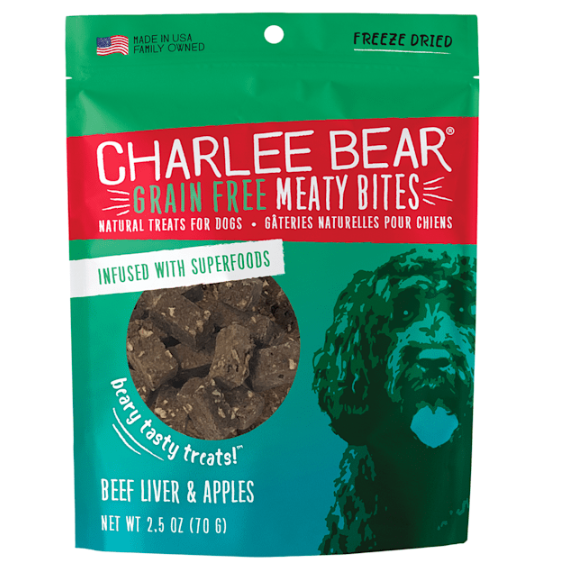 MADE IN USA
FAMILY OWNED
FREEZE DRIED
CHARLEE BEAR®
GRAIN FREE MEATY BITES
NATURAL TREATS FOR DOGS • GÂTERIES NATURELLES POUR CHIENS
INFUSED WITH SUPERFOODS
beary tasty treats!™
BEEF LIVER & APPLES
NET WT 2.5 OZ (70 G)